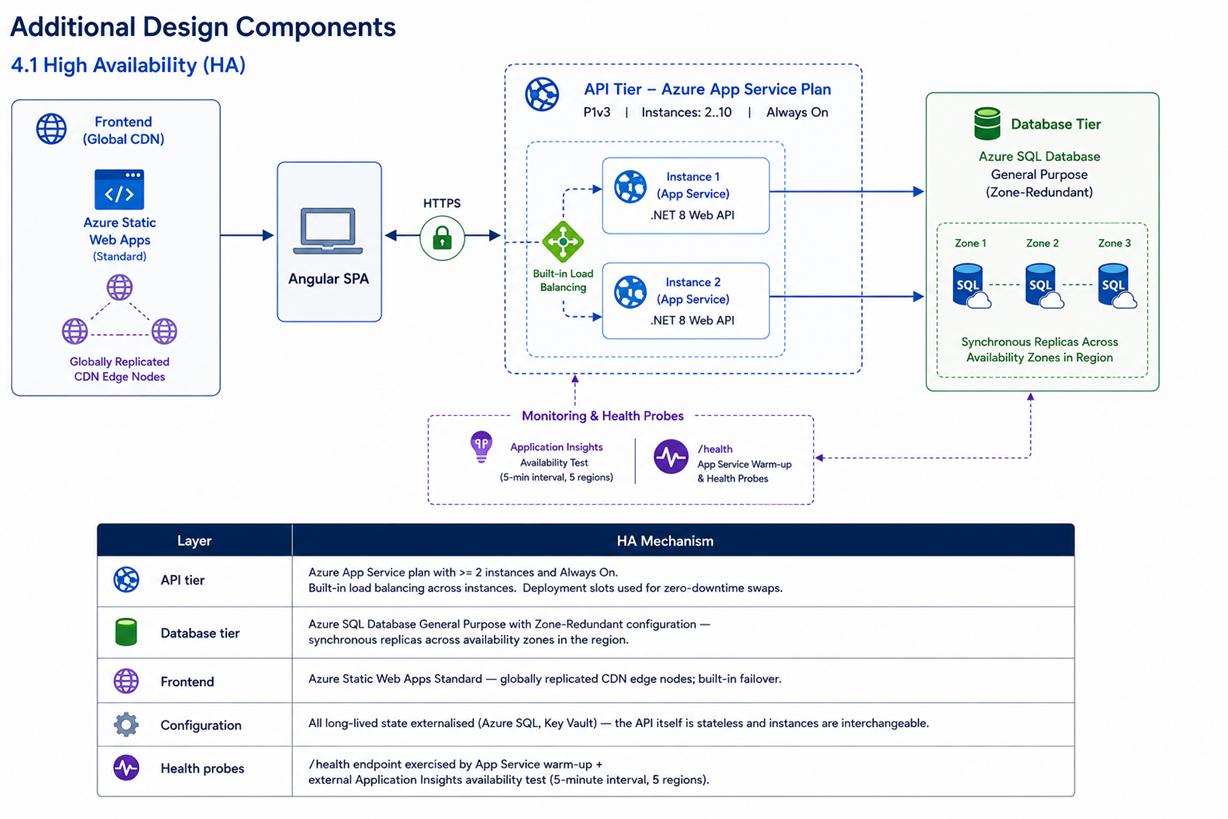 Additional Design Components
4.1 High Availability (HA)
Frontend
(Global CDN)
Azure Static
Web Apps
(Standard)
Globally Replicated
CDN Edge Nodes
Angular SPA
HTTPS
API Tier – Azure App Service Plan
P1v3 | Instances: 2..10 | Always On
Built-in Load
Balancing
Instance 1
(App Service)
.NET 8 Web API
Instance 2
(App Service)
.NET 8 Web API
Database Tier
Azure SQL Database
General Purpose
(Zone-Redundant)
Zone 1 Zone 2 Zone 3
SQL SQL SQL
Synchronous Replicas Across
Availability Zones in Region
Monitoring & Health Probes
Application Insights
Availability Test
(5-min interval, 5 regions)
/health
App Service Warm-up
& Health Probes
Layer HA Mechanism
API tier
Azure App Service plan with >= 2 instances and Always On.
Built-in load balancing across instances. Deployment slots used for zero-downtime swaps.
Database tier
Azure SQL Database General Purpose with Zone-Redundant configuration —
synchronous replicas across availability zones in the region.
Frontend
Azure Static Web Apps Standard — globally replicated CDN edge nodes; built-in failover.
Configuration
All long-lived state externalised (Azure SQL, Key Vault) — the API itself is stateless and instances are interchangeable.
Health probes
/health endpoint exercised by App Service warm-up +
external Application Insights availability test (5-minute interval, 5 regions).